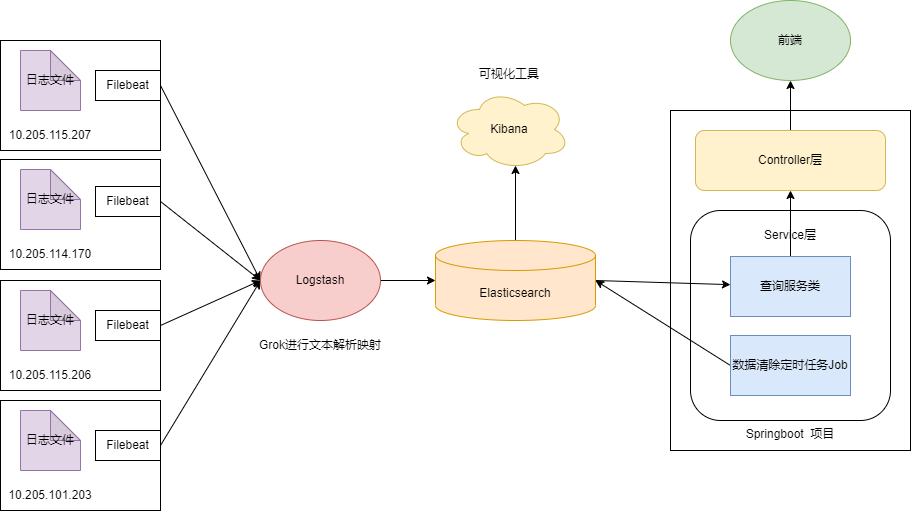 日志文件
Filebeat
10.205.115.207
日志文件
Filebeat
10.205.114.170
日志文件
Filebeat
10.205.115.206
日志文件
Filebeat
10.205.101.203
Logstash
Grok进行文本解析映射
可视化工具
Kibana
Elasticsearch
前端
Controller层
Service层
查询服务类
数据清除定时任务Job
Springboot 项目